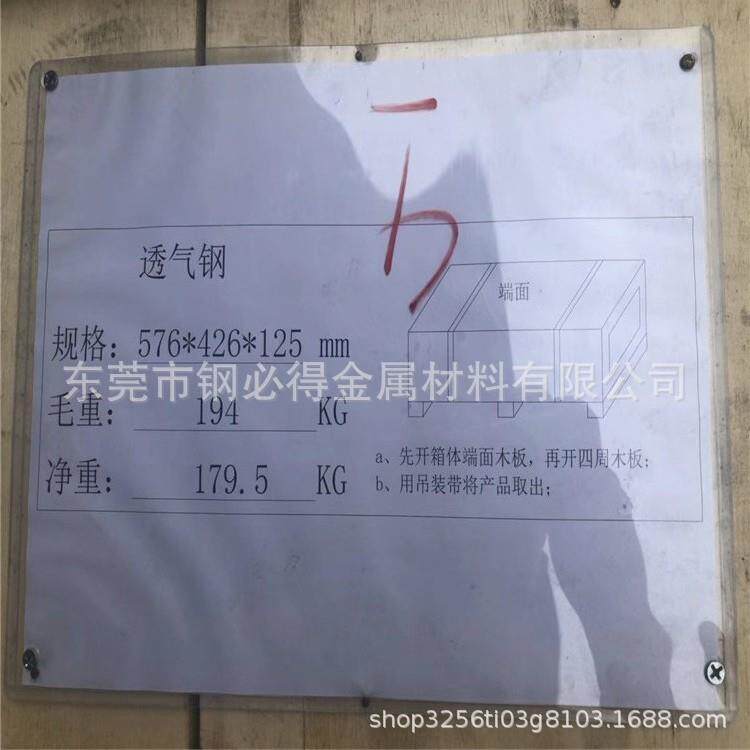 透气钢
端面
规格: 576*426*125 mm
东莞市钢必得金属材料有限公司
毛重: 194 KG
净重: 179.5 KG
a、先开箱体端面木板，再开四周木板；
b、用吊装带将产品取出；
shop3256ti03g8103.1688.com